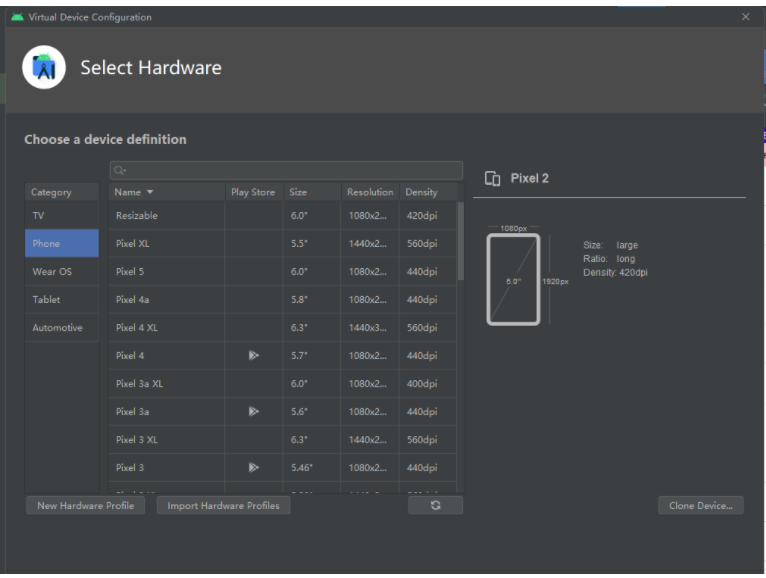 Virtual Device Configuration
Select Hardware
Choose a device definition
Category
Name Play Store Size Resolution Density
TV
Resizable 6.0" 1080x2... 420dpi
Phone
Pixel XL 5.5" 1440x2... 560dpi
Wear OS
Pixel 5 6.0" 1080x2... 440dpi
Tablet
Pixel 4a 5.8" 1080x2... 440dpi
Automotive
Pixel 4 XL 6.3" 1440x3... 560dpi
Pixel 4 5.7" 1080x2... 440dpi
Pixel 3a XL 6.0" 1080x2... 400dpi
Pixel 3a 5.6" 1080x2... 440dpi
Pixel 3 XL 6.3" 1440x2... 560dpi
Pixel 3 5.46" 1080x2... 440dpi
Pixel 2
1080px
5.0"
1920px
Size: large
Ratio: long
Density: 420dpi
New Hardware Profile
Import Hardware Profiles
Clone Device...